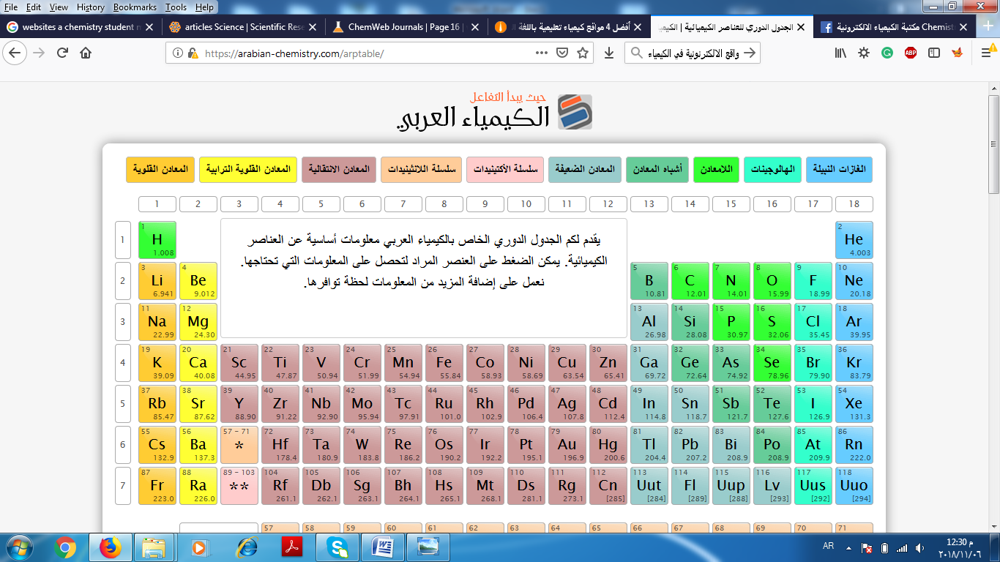 File Edit View History Bookmarks Tools Help
websites a chemistry student
articles Science | Scientific Rese
ChemWeb Journals | Page 16 |
أفضل 4 مواقع كيمياء تعليمية باللغة
الجدول الدوري للعناصر الكيميائية | الكيمي
مكتبة الكيمياء الالكترونية Chemist
https://arabian-chemistry.com/arptable/
واقع الالكترنونية في الكيمياء
ABP
حيث يبدأ التفاعل
الكيمياء العربي
المعادن القلوية المعادن القلوية الترابية المعادن الانتقالية سلسلة اللانثينيدات سلسلة الأكتينيدات المعادن الضعيفة أشباه المعادن اللامعادن الهالوجينات الغازات النبيلة
1 2 3 4 5 6 7 8 9 10 11 12 13 14 15 16 17 18
يقدم لكم الجدول الدوري الخاص بالكيمياء العربي معلومات أساسية عن العناصر
الكيميائية. يمكن الضغط على العنصر المراد لتحصل على المعلومات التي تحتاجها.
نعمل على إضافة المزيد من المعلومات لحظة توافرها.
1 2
1 H He
1.008 4.003
3 4 5 6 7 8 9 10
2 Li Be B C N O F Ne
6.941 9.012 10.81 12.01 14.01 15.99 18.99 20.18
11 12 13 14 15 16 17 18
3 Na Mg Al Si P S Cl Ar
22.99 24.30 26.98 28.08 30.97 32.06 35.45 39.95
19 20 21 22 23 24 25 26 27 28 29 30 31 32 33 34 35 36
4 K Ca Sc Ti V Cr Mn Fe Co Ni Cu Zn Ga Ge As Se Br Kr
39.09 40.08 44.95 47.87 50.94 51.99 54.94 55.84 58.93 58.69 63.54 65.41 69.72 72.64 74.92 78.96 79.90 83.79
37 38 39 40 41 42 43 44 45 46 47 48 49 50 51 52 53 54
5 Rb Sr Y Zr Nb Mo Tc Ru Rh Pd Ag Cd In Sn Sb Te I Xe
85.47 87.62 88.90 91.22 92.90 95.94 97.91 101.0 102.9 106.4 107.8 112.4 114.8 118.7 121.7 127.6 126.9 131.3
55 56 57 - 71 72 73 74 75 76 77 78 79 80 81 82 83 84 85 86
6 Cs Ba * Hf Ta W Re Os Ir Pt Au Hg Tl Pb Bi Po At Rn
132.9 137.3 178.4 180.9 183.8 186.2 190.2 192.2 195.1 196.9 200.6 204.4 207.2 208.9 208.9 209.9 222.0
87 88 89 - 103 104 105 106 107 108 109 110 111 112 113 114 115 116 117 118
7 Fr Ra ** Rf Db Sg Bh Hs Mt Ds Rg Cn Uut Fl Uup Lv Uus Uuo
223.0 226.0 261.1 262.1 263.1 264.1 265.1 268.1 281.1 273.1 [285] [284] [289] [288] [293] [292] [294]
57 58 59 60 61 62 63 64 65 66 67 68 69 70 71
AR
12:30 م
٢٠١٨/١١/٠٦